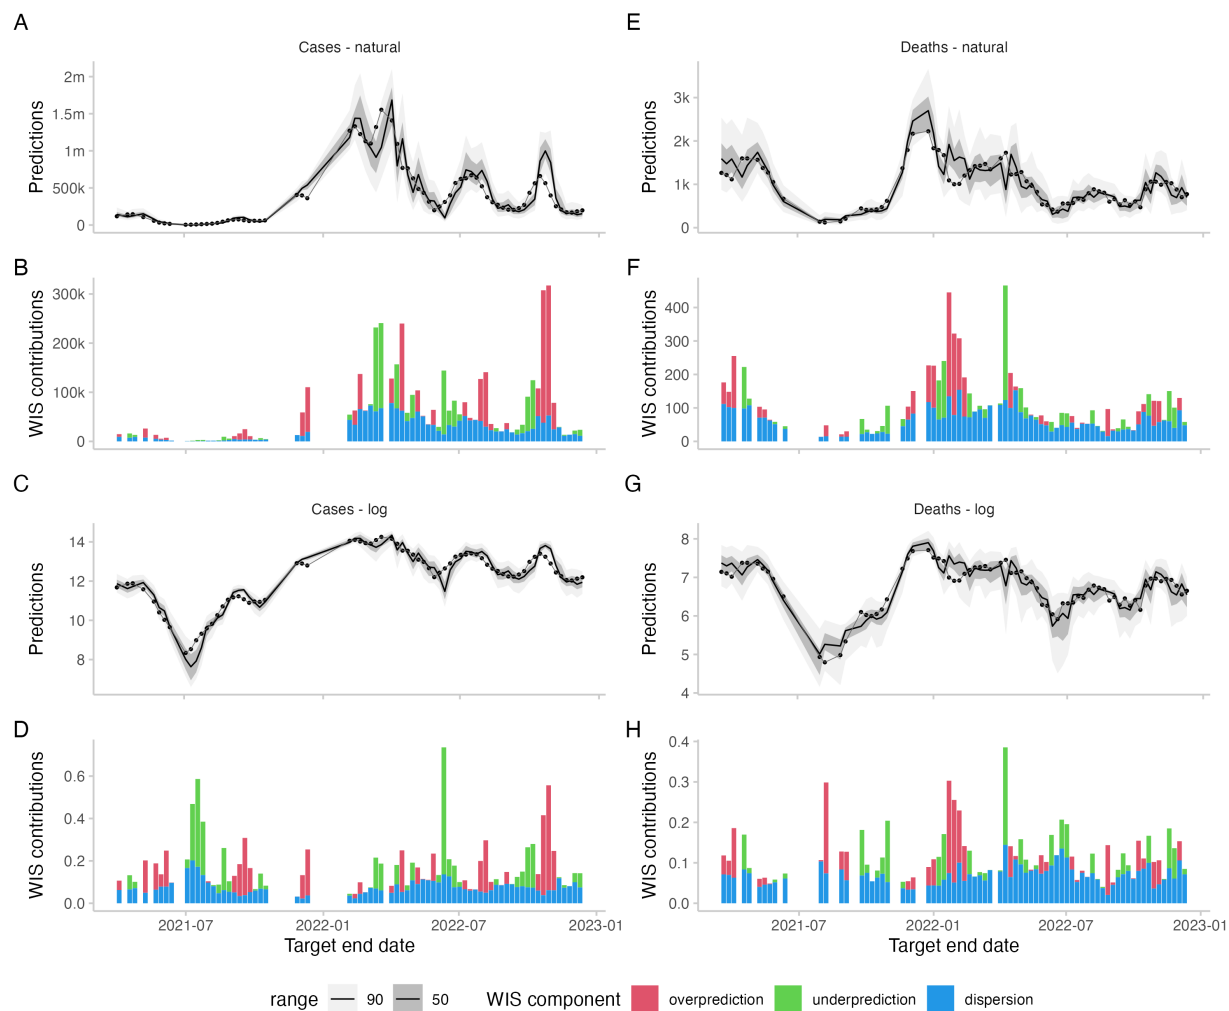 A
Cases - natural
Predictions
2m
1.5m
1m
500k
0
E
Deaths - natural
Predictions
3k
2k
1k
0
B
WIS contributions
300k
200k
100k
0
F
WIS contributions
400
300
200
100
0
C
Cases - log
Predictions
14
12
10
8
G
Deaths - log
Predictions
8
7
6
5
4
D
WIS contributions
0.6
0.4
0.2
0.0
2021-07
2022-01
2022-07
2023-01
Target end date
H
WIS contributions
0.4
0.3
0.2
0.1
0.0
2021-07
2022-01
2022-07
2023-01
Target end date
range 90 50 WIS component overprediction underprediction dispersion